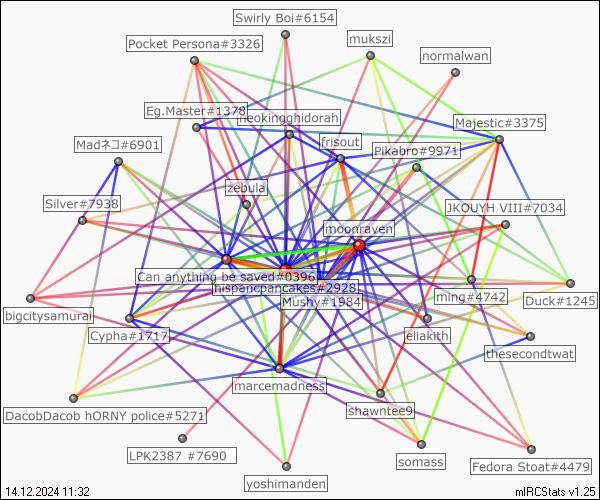 Swirly Boi#6154
Pocket Persona#3326
mukszi
normalwan
Eg.Master#1378
neokingghidorah
Majestic#3375
Madネコ#6901
frisout
Pikabro#9971
zebula
Silver#7938
JKOUYH VIII#7034
moonraven
Can anything be saved#0396
hispanicpancakes#2928
Mushy#1984
ming#4742
Duck#1245
bigcitysamurai
Cypha#1717
eliakith
thesecondtwat
marcemadness
DacobDacob hORNY police#5271
shawntee9
LPK2387 #7690
somass
Fedora Stoat#4479
yoshimanden
14.12.2024 11:32
mIRCStats v1.25